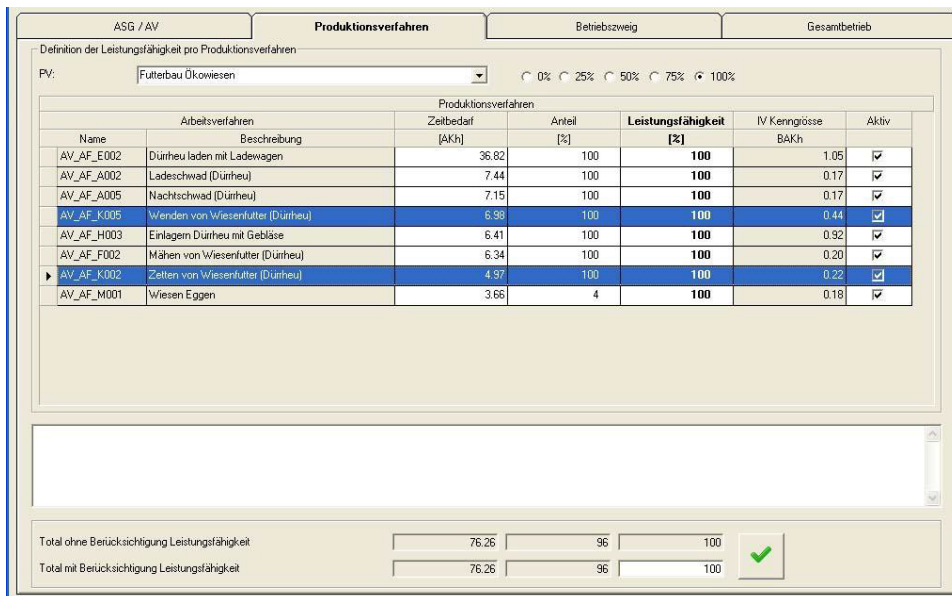 ASG / AV Produktionsverfahren Betriebszweig Gesamtbetrieb
Definition der Leistungsfähigkeit pro Produktionsverfahren
PV: Futterbau Ökowiesen 0% 25% 50% 75% 100%
Produktionsverfahren
Arbeitsverfahren Zeitbedarf Anteil Leistungsfähigkeit IV Kenngrösse Aktiv
Name Beschreibung [AKh] [%] [%] BAKh
AV_AF_E002 Dürrheu laden mit Ladewagen 36.82 100 100 1.05
AV_AF_A002 Ladeschwad (Dürrheu) 7.44 100 100 0.17
AV_AF_A005 Nachtschwad (Dürrheu) 7.15 100 100 0.17
AV_AF_K005 Wenden von Wiesenfutter (Dürrheu) 6.98 100 100 0.44
AV_AF_H003 Einlagern Dürrheu mit Gebläse 6.41 100 100 0.92
AV_AF_F002 Mähen von Wiesenfutter (Dürrheu) 6.34 100 100 0.20
AV_AF_K002 Zetten von Wiesenfutter (Dürrheu) 4.97 100 100 0.22
AV_AF_M001 Wiesen Eggen 3.66 4 100 0.18
Total ohne Berücksichtigung Leistungsfähigkeit 76.26 96 100
Total mit Berücksichtigung Leistungsfähigkeit 76.26 96 100